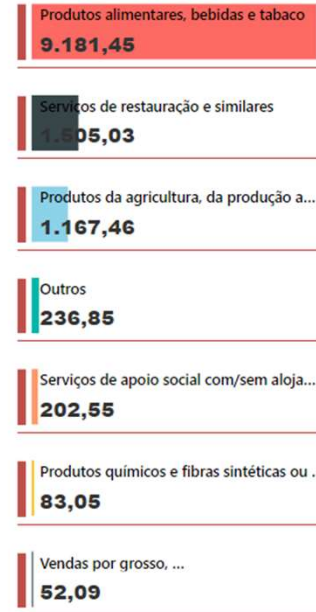 Produtos alimentares, bebidas e tabaco
9.181,45
Serviços de restauração e similares
1.505,03
Produtos da agricultura, da produção a...
1.167,46
Outros
236,85
Serviços de apoio social com/sem aloja...
202,55
Produtos químicos e fibras sintéticas ou .
83,05
Vendas por grosso, ...
52,09